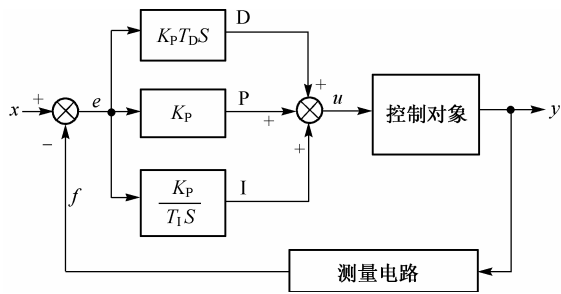 D
K_P T_D S
+
x + e K_P P + u 控制对象 y
−
+
f K_P/T_I S I
测量电路